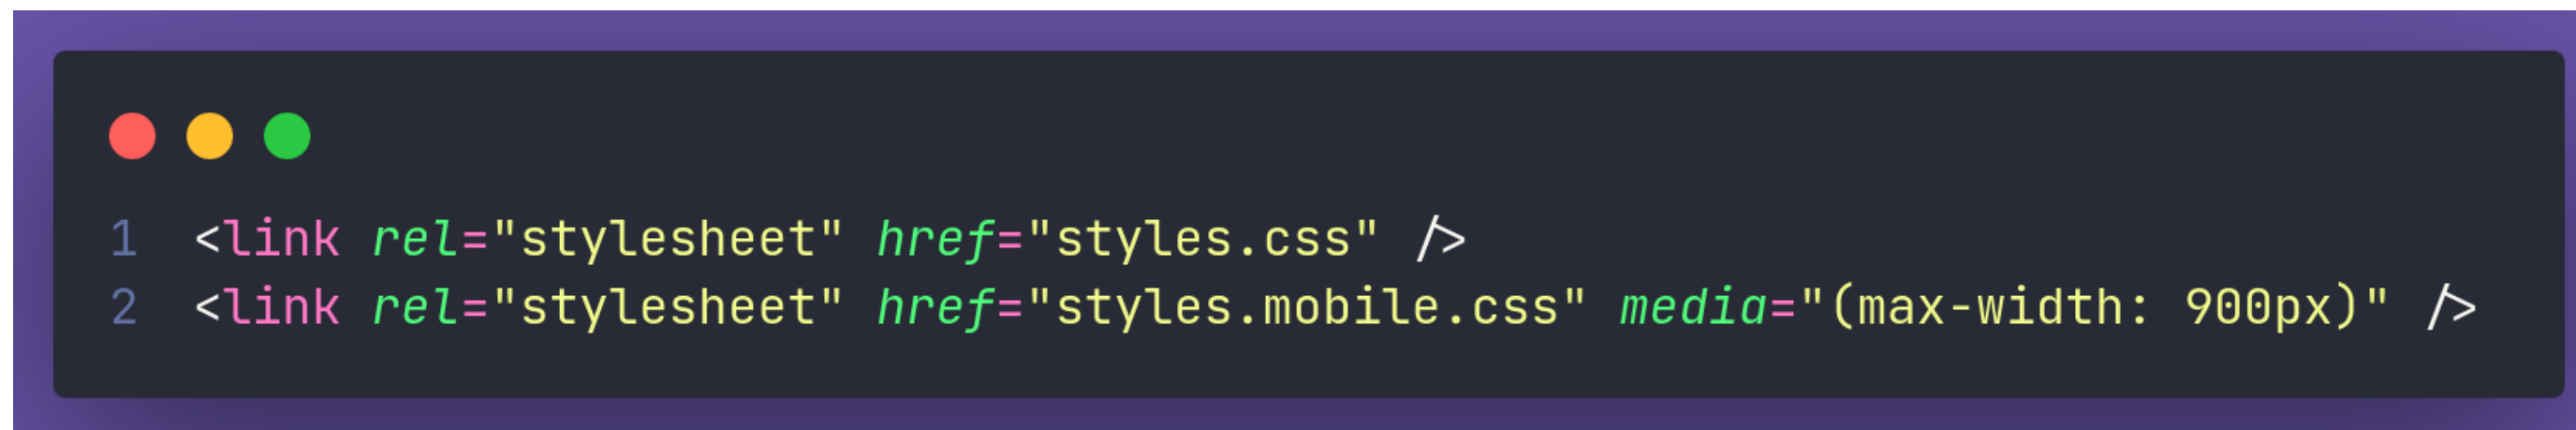 1 <link rel="stylesheet" href="styles.css" />
2 <link rel="stylesheet" href="styles.mobile.css" media="(max-width: 900px)" />